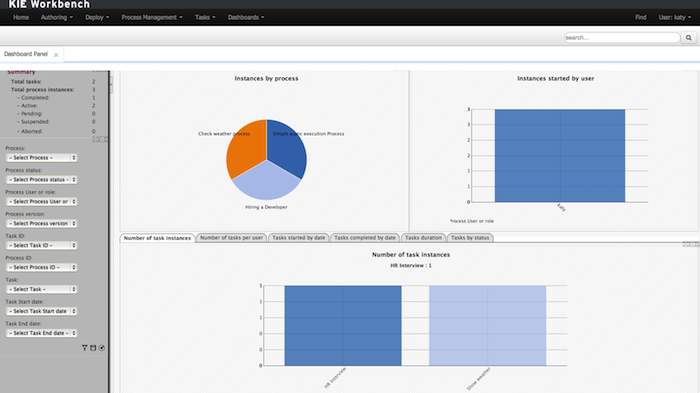 KIE Workbench
Home Authoring Deploy Process Management Tasks Dashboards Find User: katy
search...
Dashboard Panel ×
Summary
Total tasks: 2
Total process instances: 3
- Completed: 1
- Active: 2
- Pending: 0
- Suspended: 0
- Aborted: 0
Process:
- Select Process -
Process status:
- Select Process status -
Process User or role:
- Select Process User or
Process version:
- Select Process version
Task ID:
- Select Task ID -
Process ID:
- Select Process ID -
Task:
- Select Task -
Task Start date:
- Select Task Start date
Task End date:
- Select Task End date -
Instances by process
Check weather process
Simple async execution Process
Hiring a Developer
Instances started by user
3
3
2
2
1
1
0
katy
Process User or role
Number of task instances Number of tasks per user Tasks started by date Tasks completed by date Tasks duration Tasks by status
Number of task instances
HR Interview : 1
1
1
1
0
0
0
HR Interview
Show weather